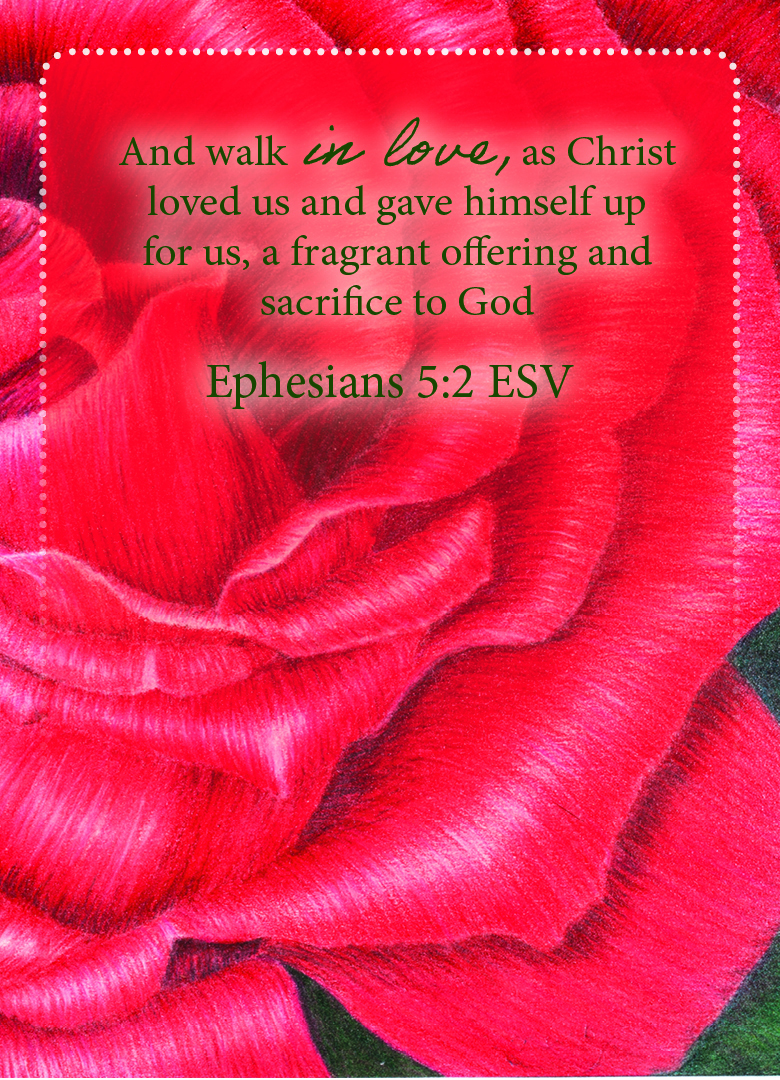 And walk in love, as Christ
loved us and gave himself up
for us, a fragrant offering and
sacrifice to God
Ephesians 5:2 ESV